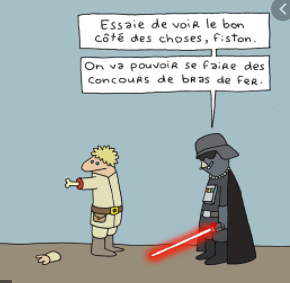 Essaie de voir le bon
côté des choses, fiston.
On va pouvoir se faire des
concours de bras de fer.